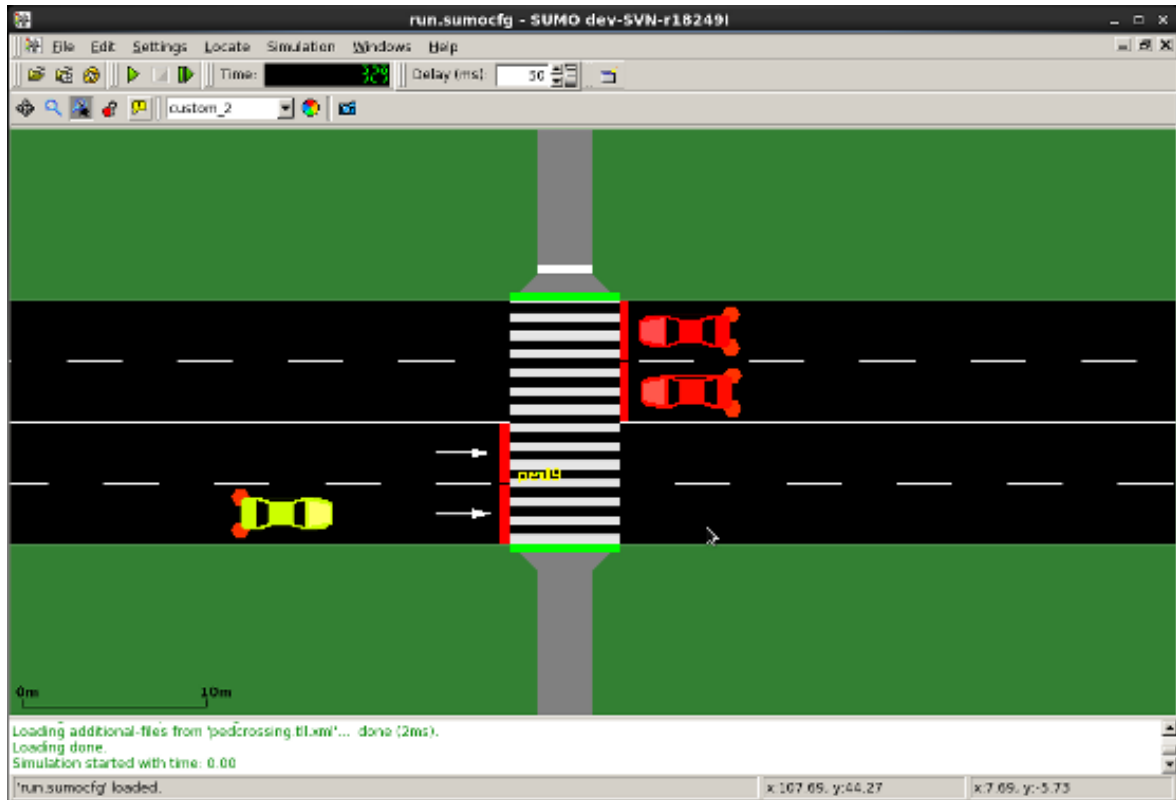 run.sumocfg - SUMO dev-SVN-r18249M
File Edit Settings Locate Simulation Windows Help
Time: 329 Delay (ms): 50
custom_2
0m 10m
Loading additional-files from 'pedcrossing.tll.xml'... done (2ms).
Loading done.
Simulation started with time: 0.00
'run.sumocfg' loaded. x:107.69, y:44.27 x:7.69, y:-5.73